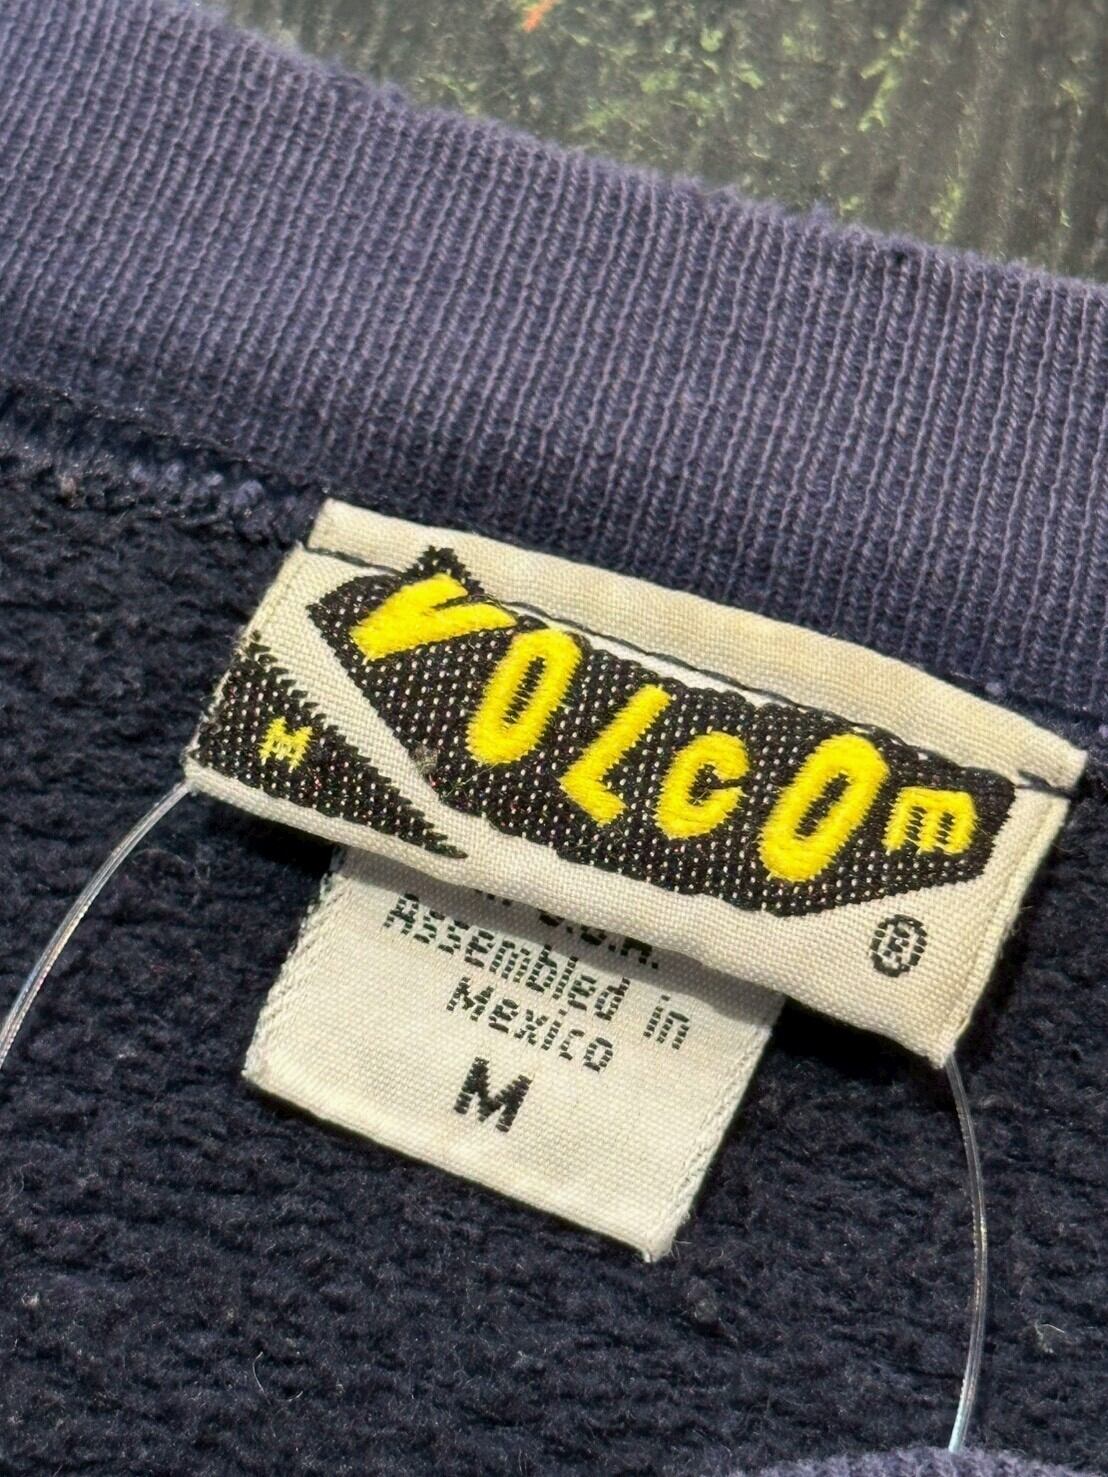 VOLCOM
M
®
U.S.A.
Assembled in
Mexico
M